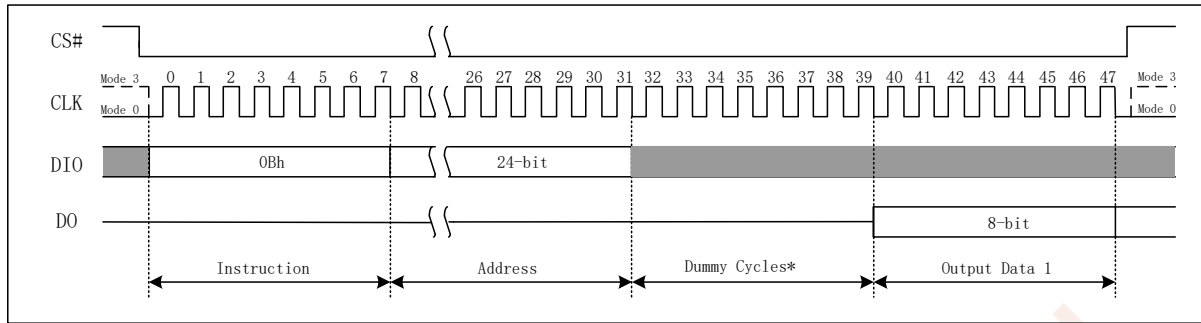 CS#
Mode 3 0 1 2 3 4 5 6 7 8 26 27 28 29 30 31 32 33 34 35 36 37 38 39 40 41 42 43 44 45 46 47 Mode 3
CLK
Mode 0 Mode 0
DIO 0Bh 24-bit
DO 8-bit
Instruction Address Dummy Cycles* Output Data 1